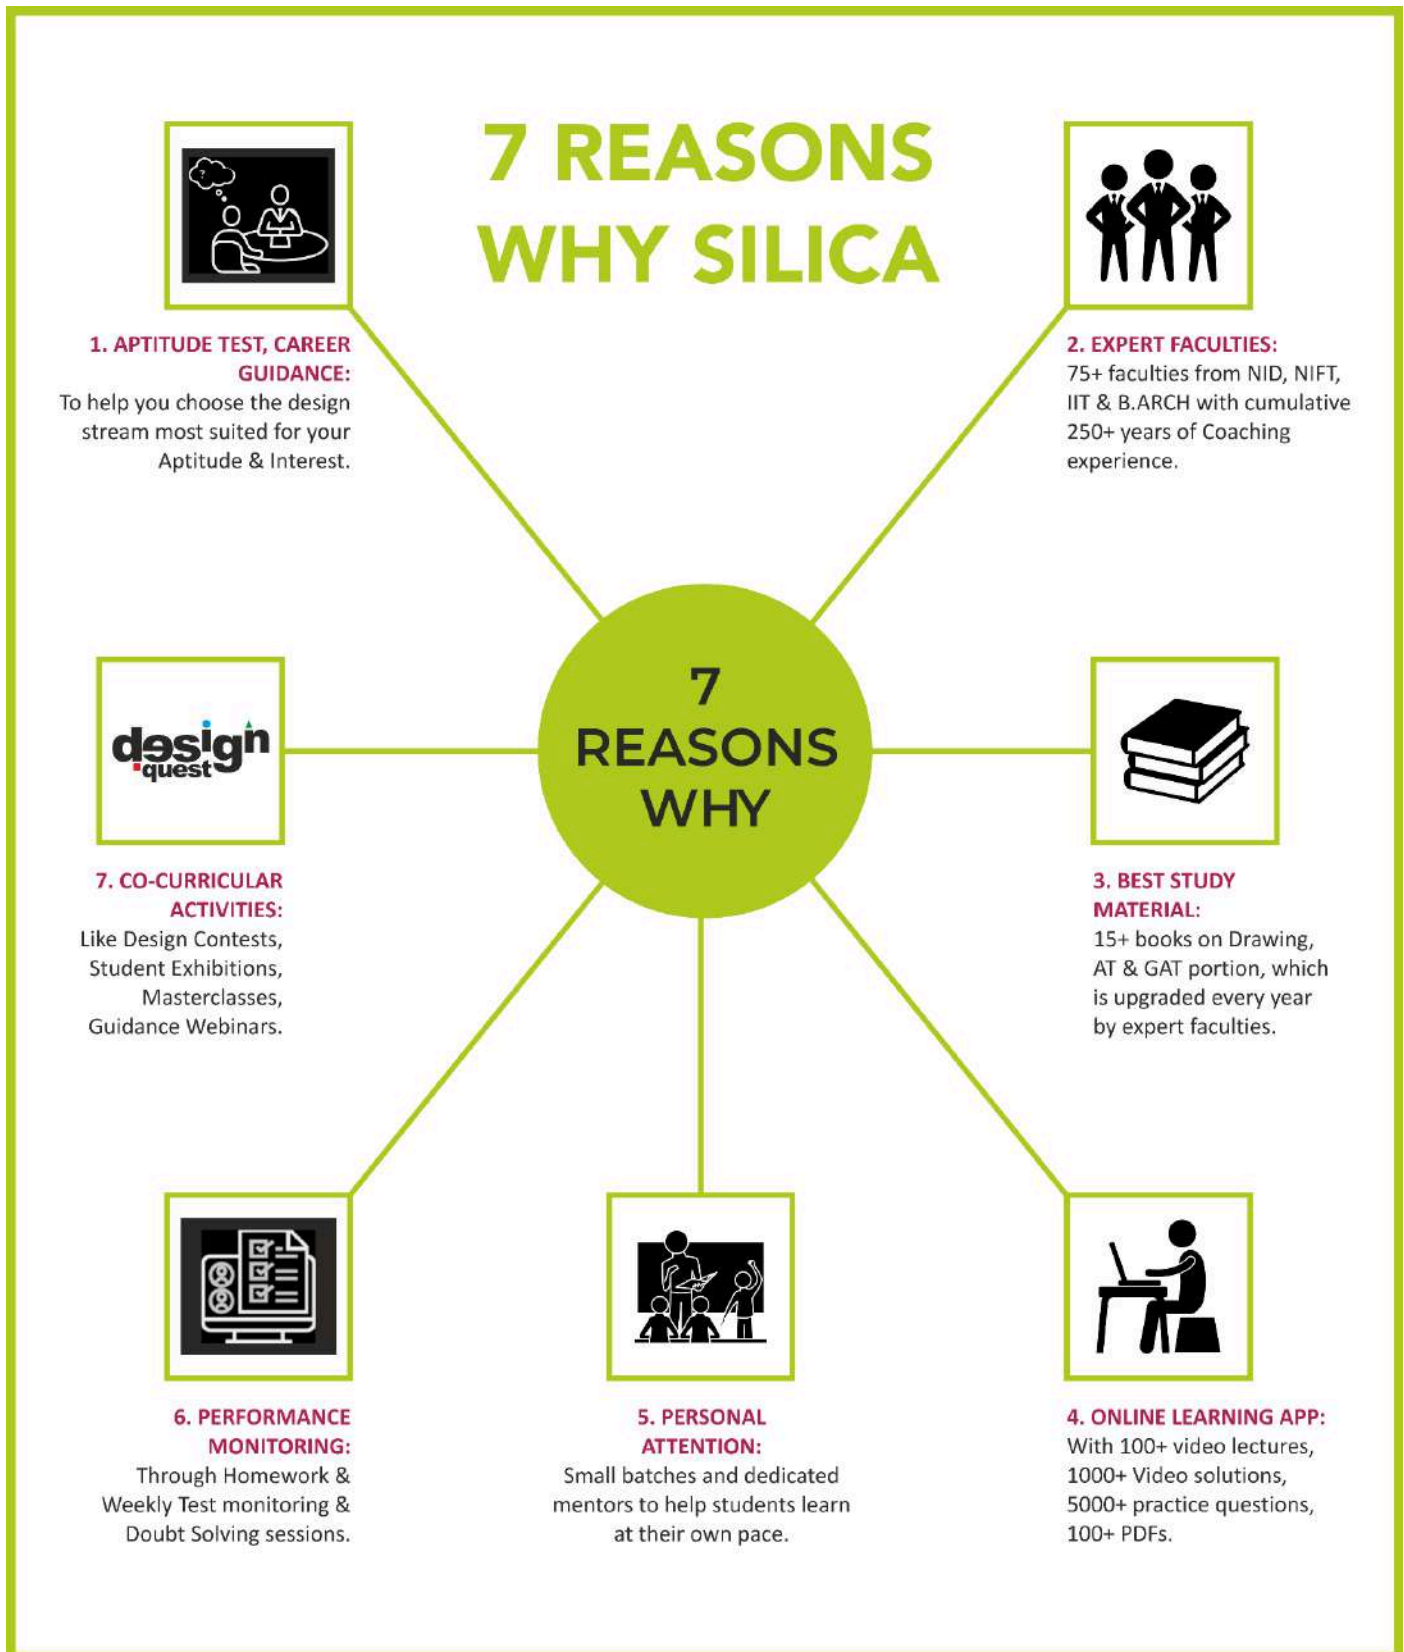 7 REASONS
WHY SILICA
1. APTITUDE TEST, CAREER
GUIDANCE:
To help you choose the design
stream most suited for your
Aptitude & Interest.
2. EXPERT FACULTIES:
75+ faculties from NID, NIFT,
IIT & B.ARCH with cumulative
250+ years of Coaching
experience.
7
REASONS
WHY
design
quest
7. CO-CURRICULAR
ACTIVITIES:
Like Design Contests,
Student Exhibitions,
Masterclasses,
Guidance Webinars.
3. BEST STUDY
MATERIAL:
15+ books on Drawing,
AT & GAT portion, which
is upgraded every year
by expert faculties.
6. PERFORMANCE
MONITORING:
Through Homework &
Weekly Test monitoring &
Doubt Solving sessions.
5. PERSONAL
ATTENTION:
Small batches and dedicated
mentors to help students learn
at their own pace.
4. ONLINE LEARNING APP:
With 100+ video lectures,
1000+ Video solutions,
5000+ practice questions,
100+ PDFs.